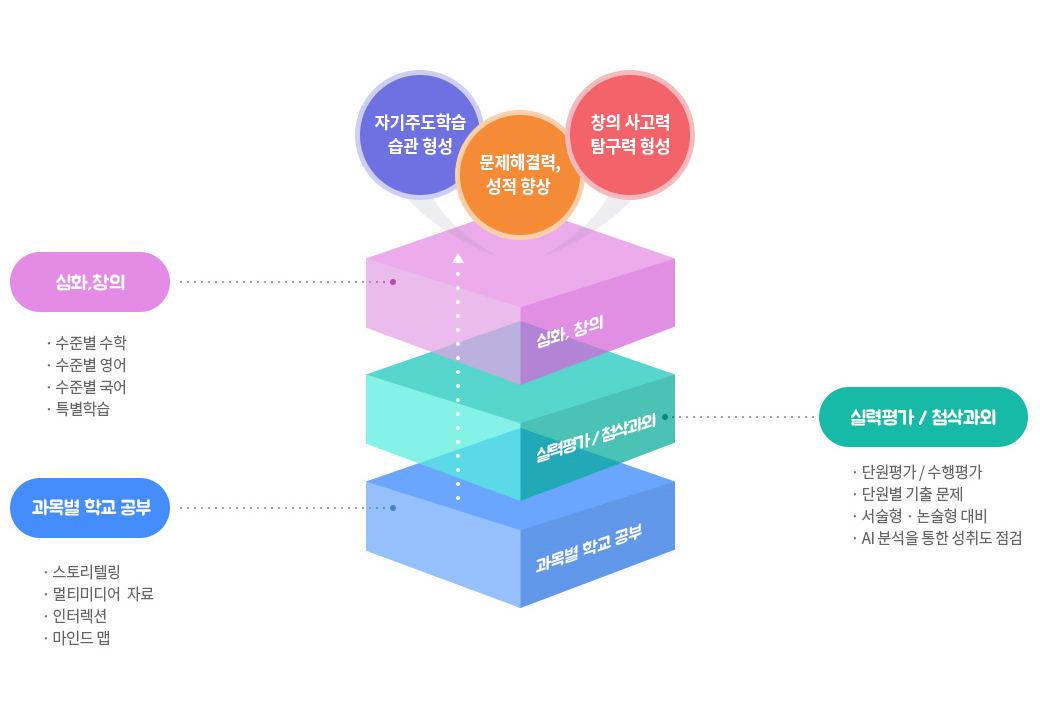 자기주도학습
습관 형성
문제해결력,
성적 향상
창의 사고력
탐구력 형성
심화,창의
· 수준별 수학
· 수준별 영어
· 수준별 국어
· 특별학습
심화, 창의
실력평가 / 첨삭과외
실력평가 / 첨삭과외
· 단원평가 / 수행평가
· 단원별 기출 문제
· 서술형 · 논술형 대비
· AI 분석을 통한 성취도 점검
과목별 학교 공부
· 스토리텔링
· 멀티미디어 자료
· 인터렉션
· 마인드 맵
과목별 학교 공부